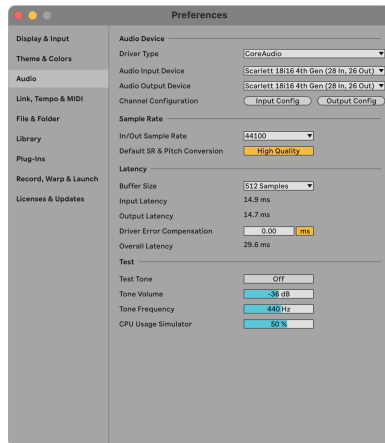 Preferences
Display & Input
Theme & Colors
Audio
Link, Tempo & MIDI
File & Folder
Library
Plug-Ins
Record, Warp & Launch
Licenses & Updates
Audio Device
Driver Type CoreAudio
Audio Input Device Scarlett 18i16 4th Gen (28 In, 26 Out)
Audio Output Device Scarlett 18i16 4th Gen (28 In, 26 Out)
Channel Configuration Input Config Output Config
Sample Rate
In/Out Sample Rate 44100
Default SR & Pitch Conversion High Quality
Latency
Buffer Size 512 Samples
Input Latency 14.9 ms
Output Latency 14.7 ms
Driver Error Compensation 0.00 ms
Overall Latency 29.6 ms
Test
Test Tone Off
Tone Volume -36 dB
Tone Frequency 440 Hz
CPU Usage Simulator 50 %